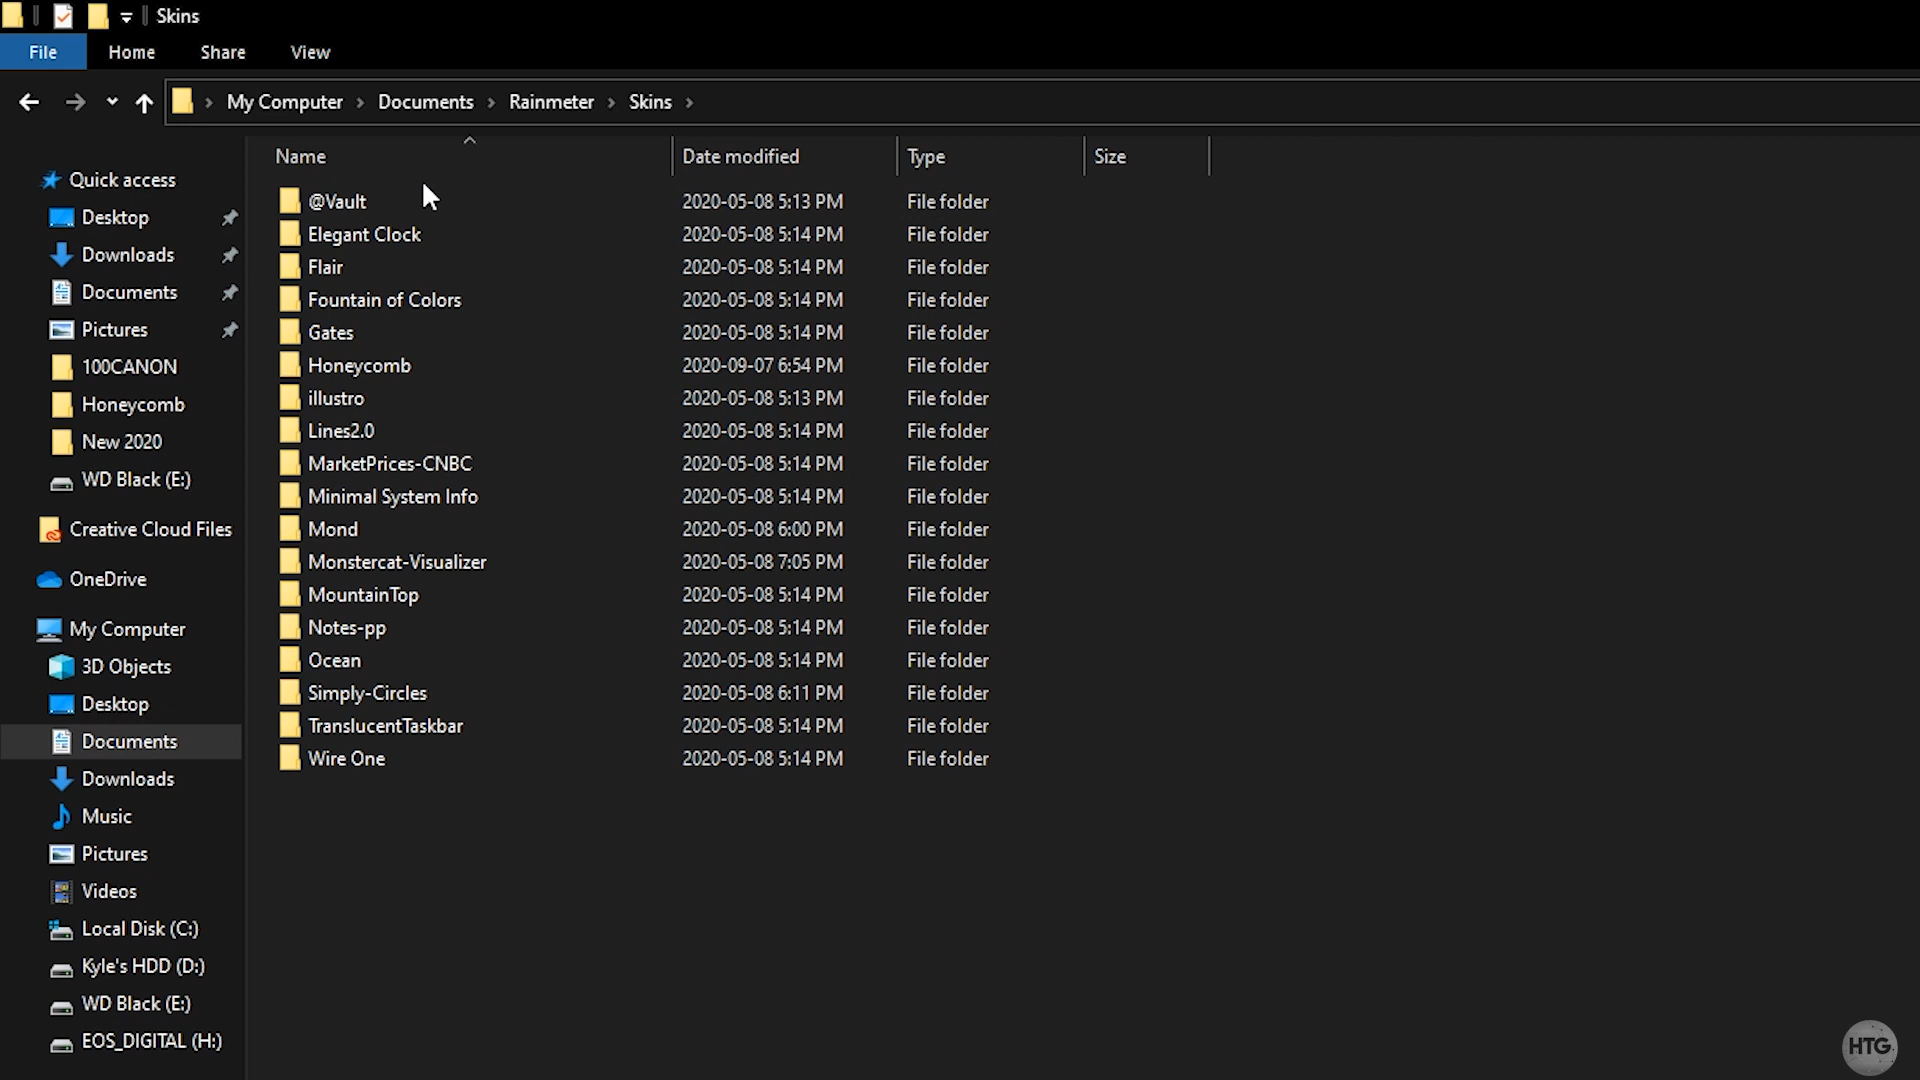 Skins
File Home Share View
My Computer Documents Rainmeter Skins
Name Date modified Type Size
Quick access
Desktop
Downloads
Documents
Pictures
100CANON
Honeycomb
New 2020
WD Black (E:)
Creative Cloud Files
OneDrive
My Computer
3D Objects
Desktop
Documents
Downloads
Music
Pictures
Videos
Local Disk (C:)
Kyle's HDD (D:)
WD Black (E:)
EOS_DIGITAL (H:)
@Vault 2020-05-08 5:13 PM File folder
Elegant Clock 2020-05-08 5:14 PM File folder
Flair 2020-05-08 5:14 PM File folder
Fountain of Colors 2020-05-08 5:14 PM File folder
Gates 2020-05-08 5:14 PM File folder
Honeycomb 2020-09-07 6:54 PM File folder
illustro 2020-05-08 5:13 PM File folder
Lines2.0 2020-05-08 5:14 PM File folder
MarketPrices-CNBC 2020-05-08 5:14 PM File folder
Minimal System Info 2020-05-08 5:14 PM File folder
Mond 2020-05-08 6:00 PM File folder
Monstercat-Visualizer 2020-05-08 7:05 PM File folder
MountainTop 2020-05-08 5:14 PM File folder
Notes-pp 2020-05-08 5:14 PM File folder
Ocean 2020-05-08 5:14 PM File folder
Simply-Circles 2020-05-08 6:11 PM File folder
TranslucentTaskbar 2020-05-08 5:14 PM File folder
Wire One 2020-05-08 5:14 PM File folder
HTG